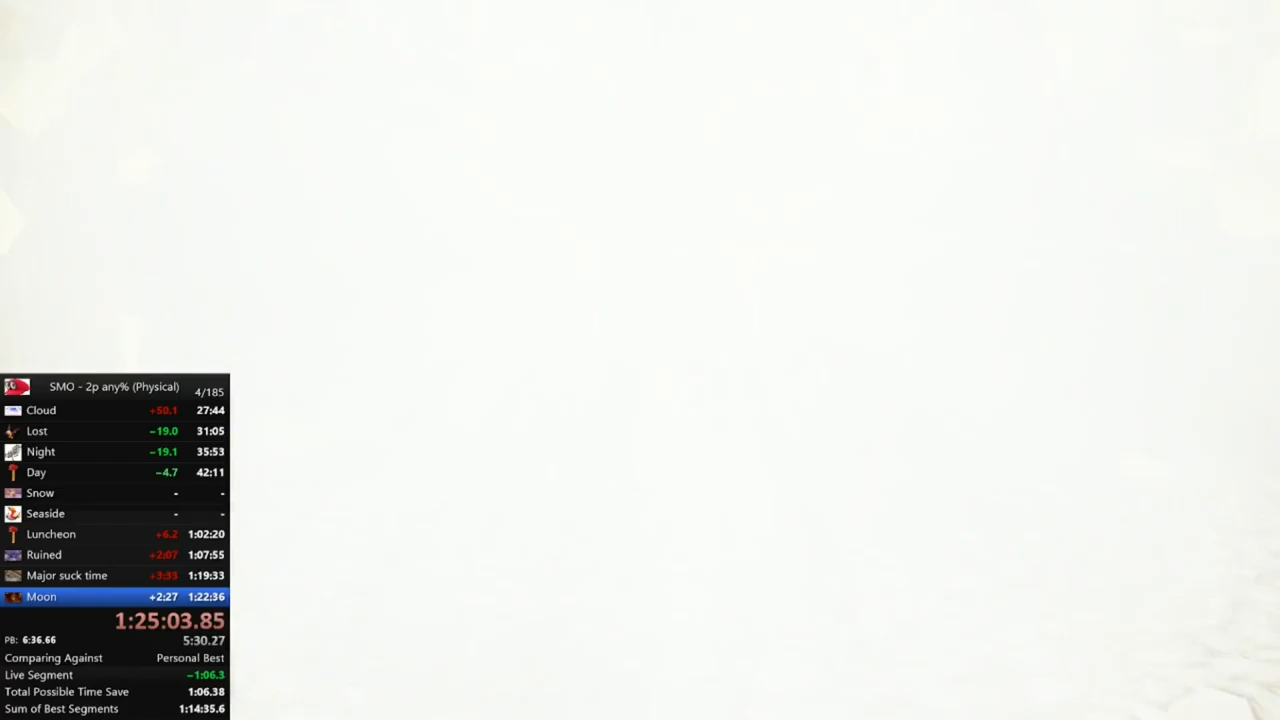 SMO - 2p any% (Physical) 4/185
Cloud +50.1 27:44
Lost −19.0 31:05
Night −19.1 35:53
Day −4.7 42:11
Snow - -
Seaside - -
Luncheon +6.2 1:02:20
Ruined +2:07 1:07:55
Major suck time +3:33 1:19:33
Moon +2:27 1:22:36
1:25:03.85
PB: 6:36.66 5:30.27
Comparing Against Personal Best
Live Segment −1:06.3
Total Possible Time Save 1:06.38
Sum of Best Segments 1:14:35.6